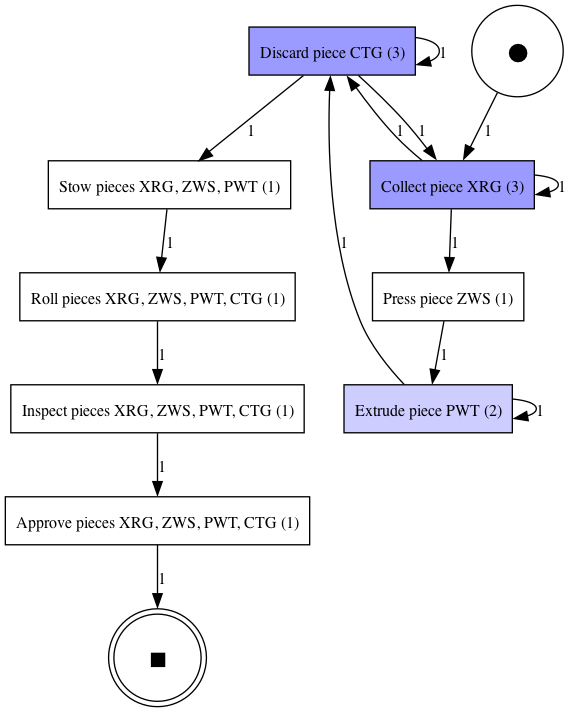 Discard piece CTG (3)
1
1
1
1
1
Stow pieces XRG, ZWS, PWT (1)
Collect piece XRG (3)
1
1
1
1
Roll pieces XRG, ZWS, PWT, CTG (1)
Press piece ZWS (1)
1
1
Inspect pieces XRG, ZWS, PWT, CTG (1)
Extrude piece PWT (2)
1
1
Approve pieces XRG, ZWS, PWT, CTG (1)
1